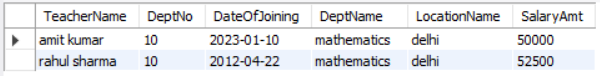 TeacherName DeptNo DateOfJoining DeptName LocationName SalaryAmt
amit kumar 10 2023-01-10 mathematics delhi 50000
rahul sharma 10 2012-04-22 mathematics delhi 52500